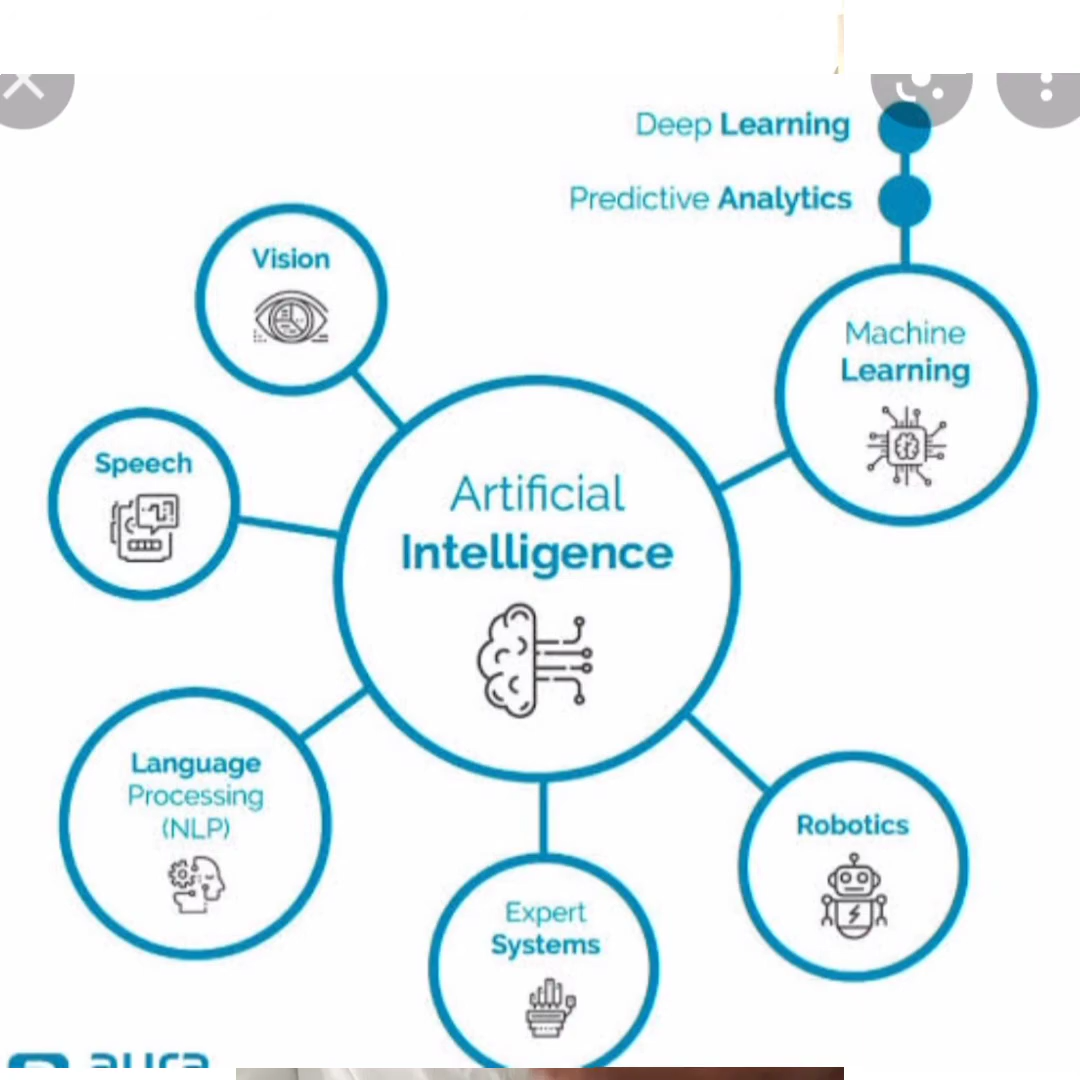 Deep Learning
Predictive Analytics
Vision
Machine
Learning
Speech
Artificial
Intelligence
Language
Processing
(NLP)
Robotics
Expert
Systems